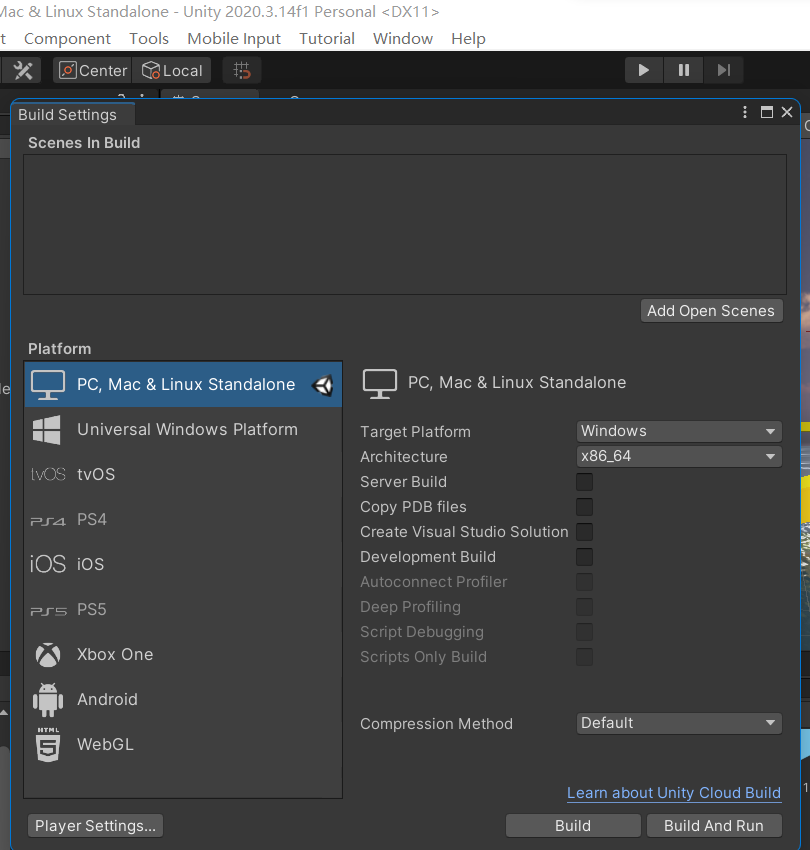 Mac & Linux Standalone - Unity 2020.3.14f1 Personal <DX11>
t Component Tools Mobile Input Tutorial Window Help
Center Local
Build Settings
Scenes In Build
Add Open Scenes
Platform
PC, Mac & Linux Standalone
Universal Windows Platform
tvOS tvOS
PS4 PS4
iOS iOS
PS5 PS5
Xbox One
Android
HTML 5 WebGL
PC, Mac & Linux Standalone
Target Platform Windows
Architecture x86_64
Server Build
Copy PDB files
Create Visual Studio Solution
Development Build
Autoconnect Profiler
Deep Profiling
Script Debugging
Scripts Only Build
Compression Method Default
Learn about Unity Cloud Build
Player Settings... Build Build And Run